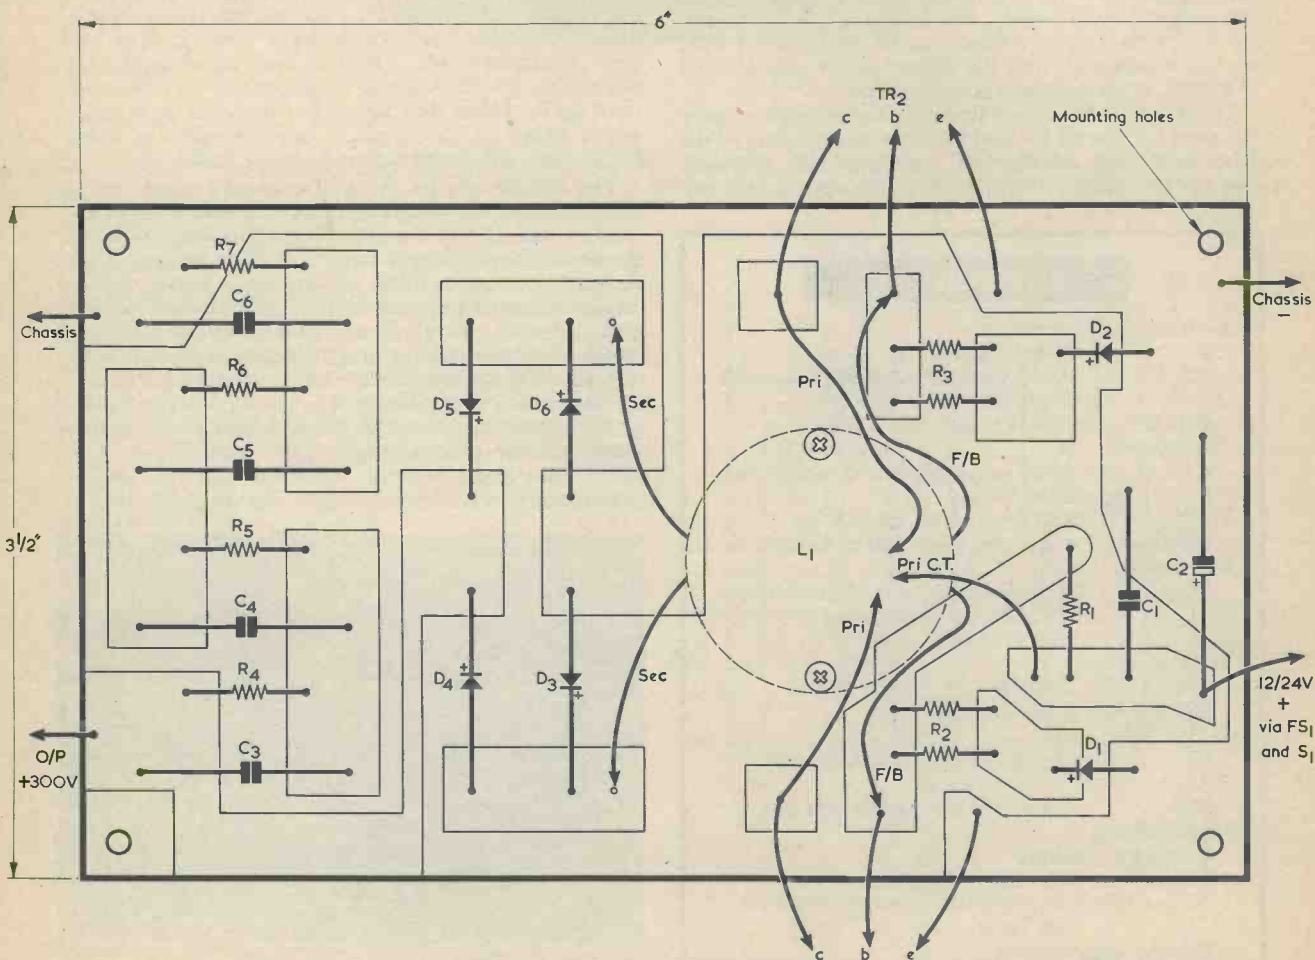 6"
TR2
c b e
Mounting holes
R7
C6
Chassis
–
Chassis
–
D2
+
R6
Pri
R3
D5
+
+
D6
Sec
C5
F/B
3 1/2"
R5
L1
Pri C.T.
C2
+
R1
C1
C4
Pri
R4
+
D4
D3
+
Sec
12/24V
+
via FS1
and S1
O/P
+300V
R2
D1
+
C3
F/B
c b e